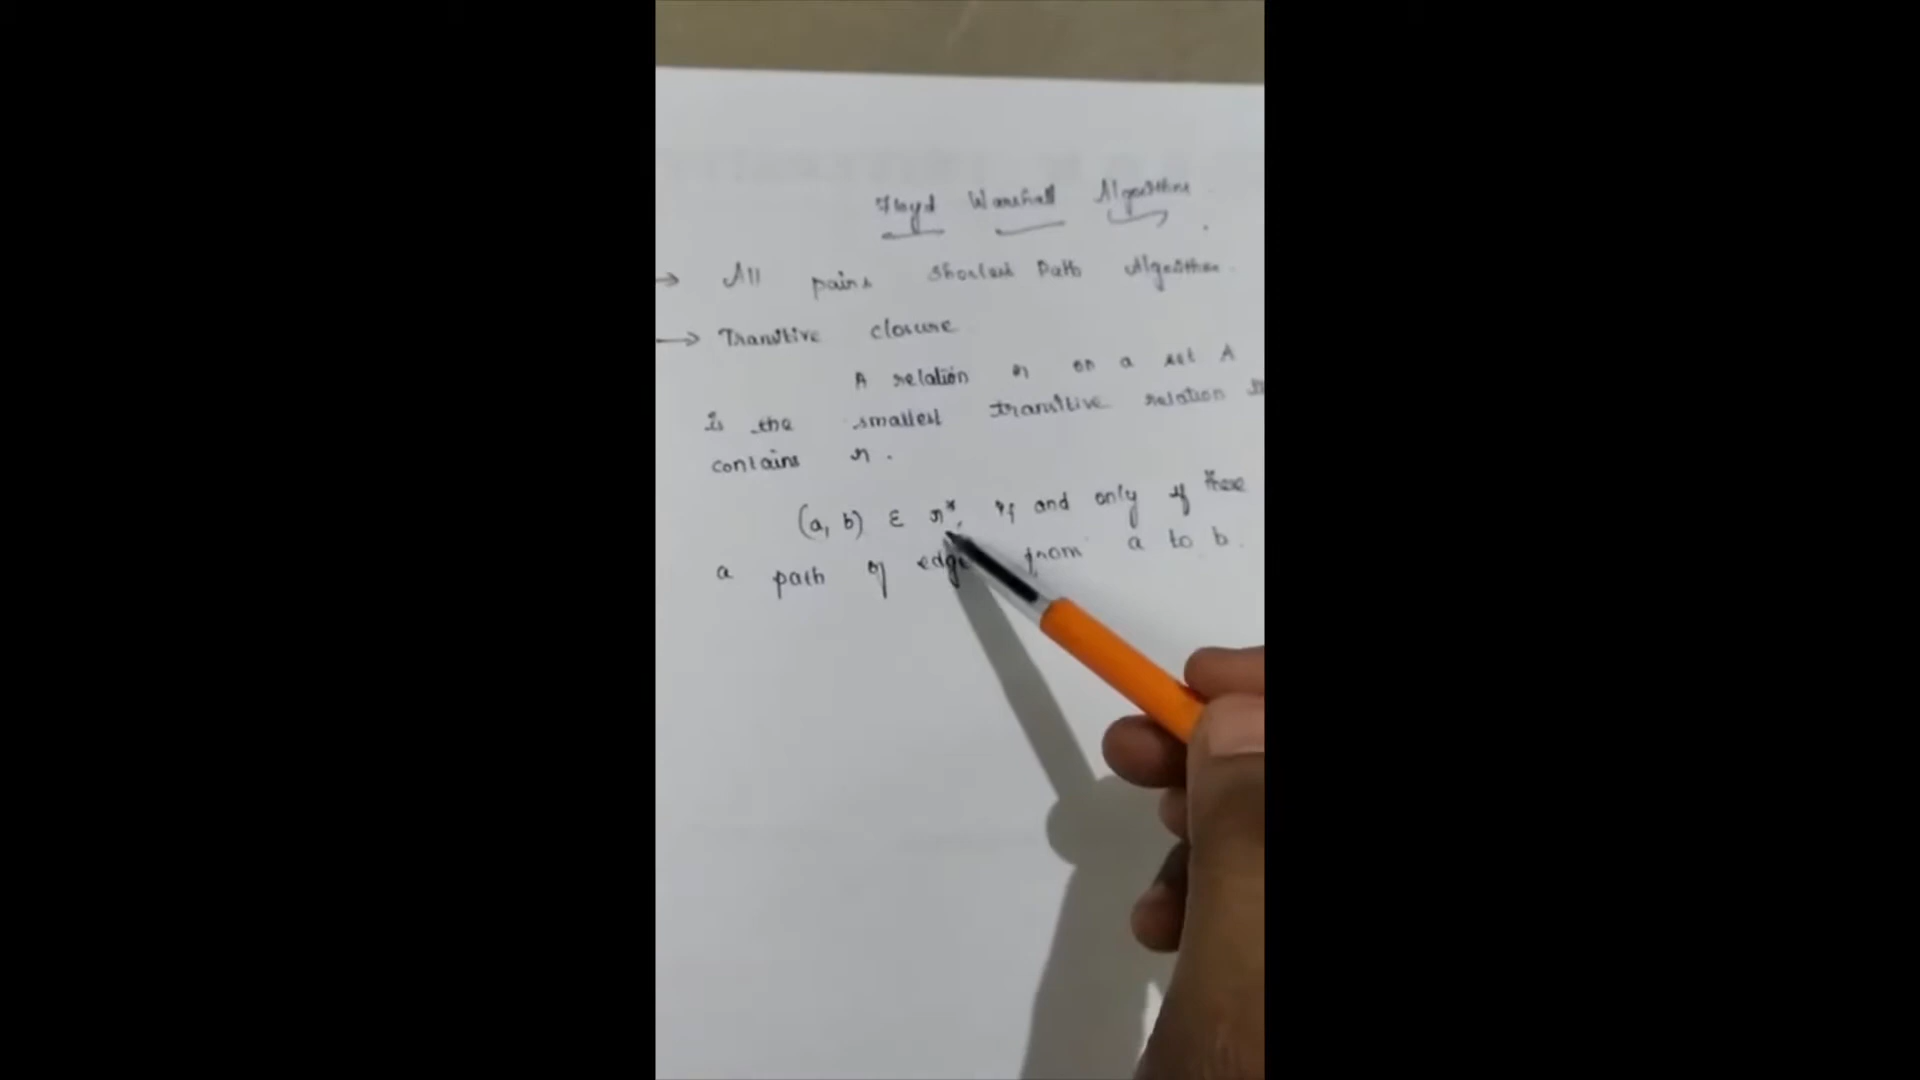 Floyd Warshall Algorithm
→ All pairs shortest Path Algorithm.
→ Transitive closure
A relation r on a set A
is the smallest transitive relation
contains r.
(a, b) ε r*, if and only if there
a path of edge from a to b.